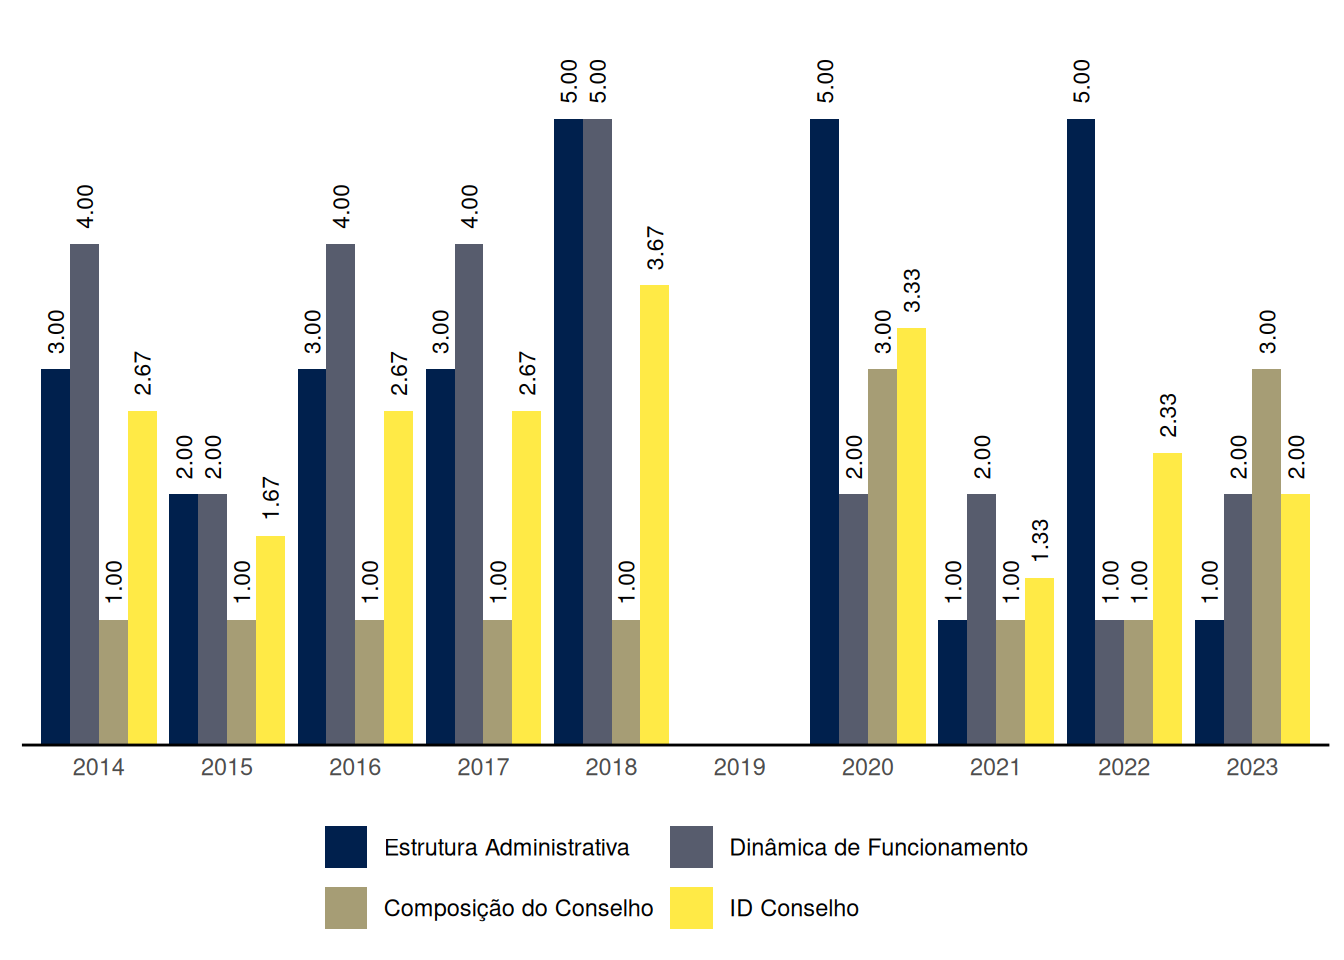 3.00 4.00 1.00 2.67
2.00 2.00 1.00 1.67
3.00 4.00 1.00 2.67
3.00 4.00 1.00 2.67
5.00 5.00 1.00 3.67
5.00 2.00 3.00 3.33
1.00 2.00 1.00 1.33
5.00 1.00 1.00 2.33
1.00 2.00 3.00 2.00
2014 2015 2016 2017 2018 2019 2020 2021 2022 2023
Estrutura Administrativa Dinâmica de Funcionamento
Composição do Conselho ID Conselho